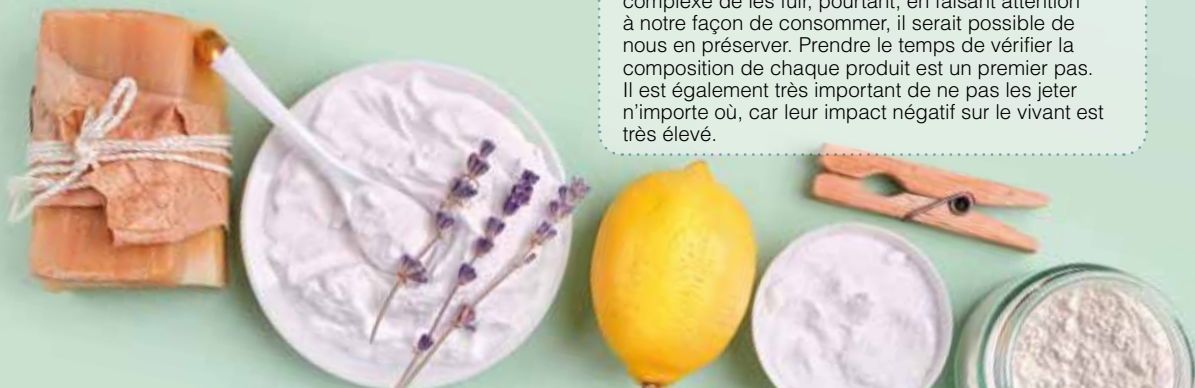 complexe de les fuir, pourtant, en faisant attention
à notre façon de consommer, il serait possible de
nous en préserver. Prendre le temps de vérifier la
composition de chaque produit est un premier pas.
Il est également très important de ne pas les jeter
n’importe où, car leur impact négatif sur le vivant est
très élevé.